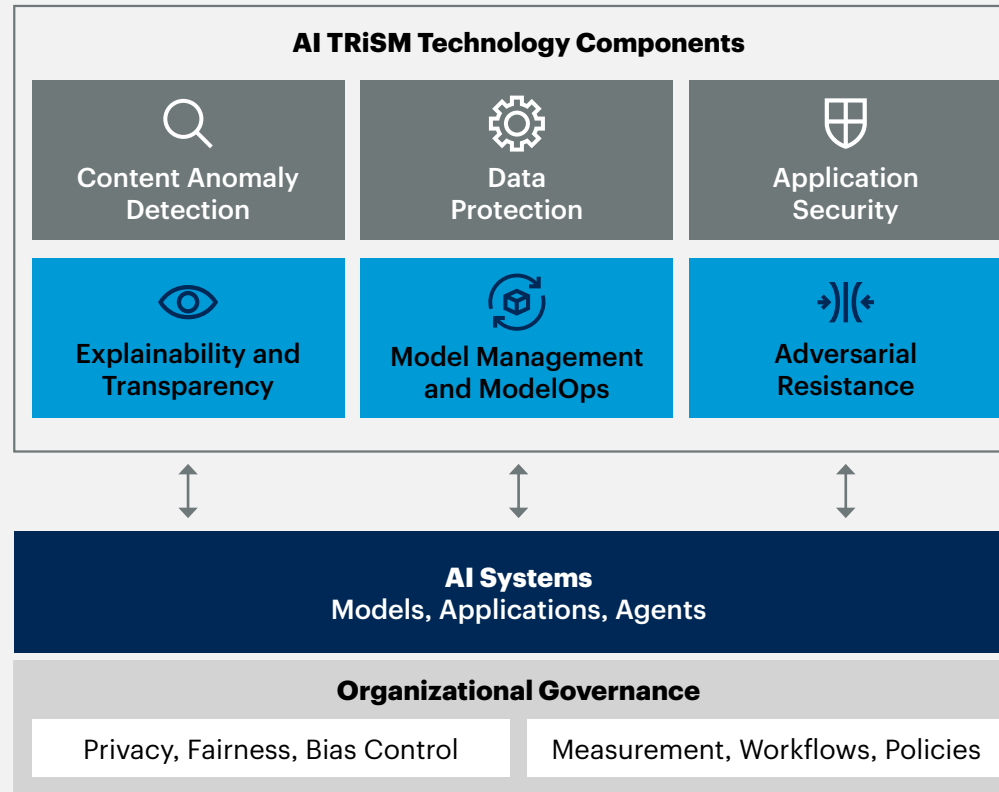 AI TRiSM Technology Components
Content Anomaly
Detection
Data
Protection
Application
Security
Explainability and
Transparency
Model Management
and ModelOps
Adversarial
Resistance
AI Systems
Models, Applications, Agents
Organizational Governance
Privacy, Fairness, Bias Control
Measurement, Workflows, Policies